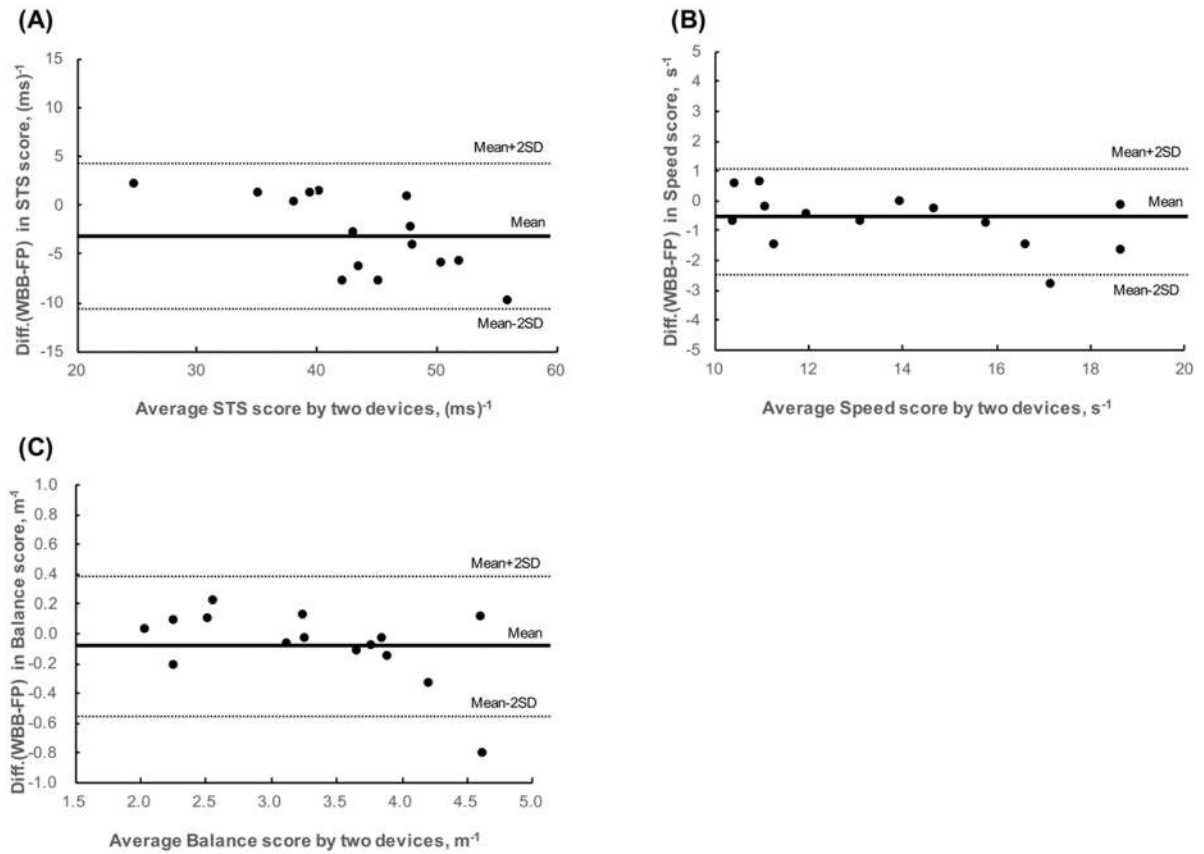 (A)
Diff.(WBB-FP) in STS score, (ms)⁻¹
15
10
5
0
-5
-10
-15
Mean+2SD
Mean
Mean-2SD
20 30 40 50 60
Average STS score by two devices, (ms)⁻¹
(B)
Diff.(WBB-FP) in Speed score, s⁻¹
5
4
3
2
1
0
-1
-2
-3
-4
-5
Mean+2SD
Mean
Mean-2SD
10 12 14 16 18 20
Average Speed score by two devices, s⁻¹
(C)
Diff.(WBB-FP) in Balance score, m⁻¹
1.0
0.8
0.6
0.4
0.2
0.0
-0.2
-0.4
-0.6
-0.8
-1.0
Mean+2SD
Mean
Mean-2SD
1.5 2.0 2.5 3.0 3.5 4.0 4.5 5.0
Average Balance score by two devices, m⁻¹